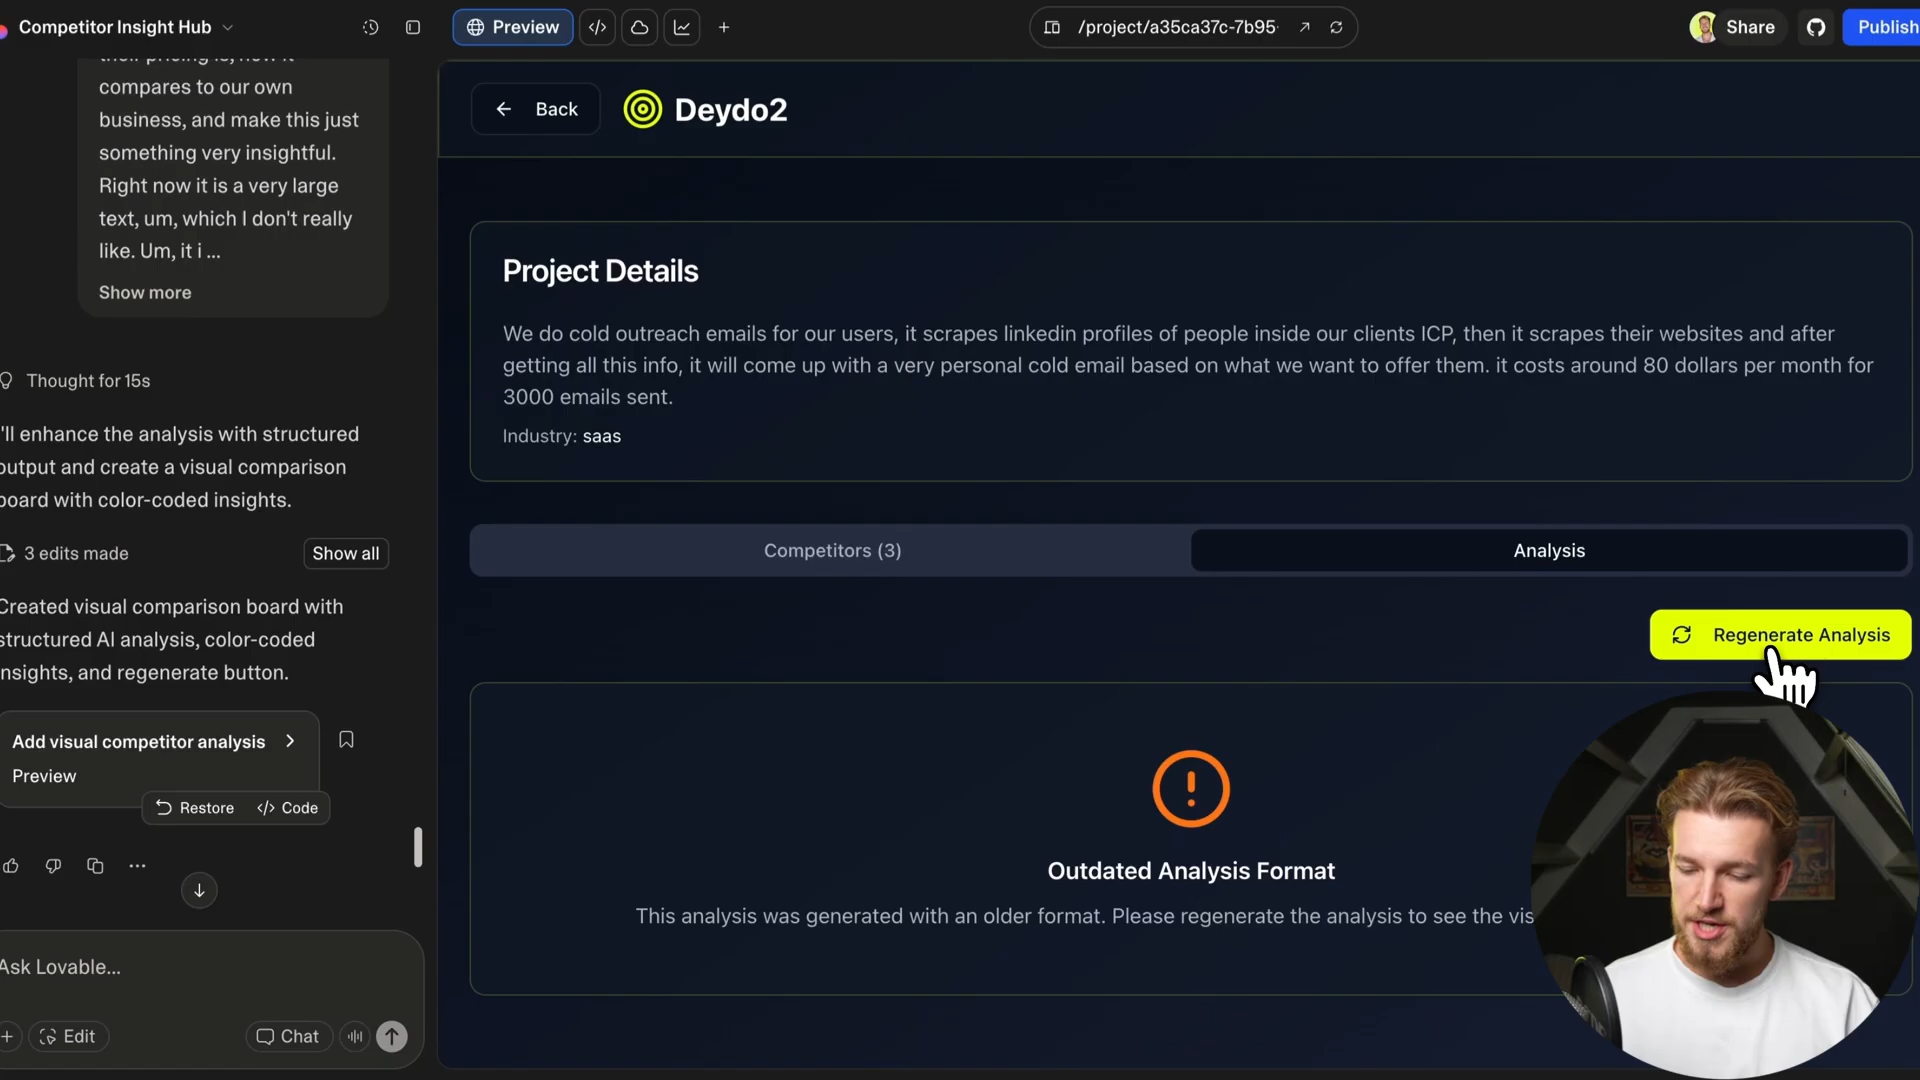 Competitor Insight Hub
Preview
/project/a35ca37c-7b95
Share
Publish
compares to our own
business, and make this just
something very insightful.
Right now it is a very large
text, um, which I don't really
like. Um, it i ...
Show more
Thought for 15s
'll enhance the analysis with structured
output and create a visual comparison
board with color-coded insights.
3 edits made
Show all
Created visual comparison board with
structured AI analysis, color-coded
insights, and regenerate button.
Add visual competitor analysis
Preview
Restore
Code
Ask Lovable...
Edit
Chat
Back
Deydo2
Project Details
We do cold outreach emails for our users, it scrapes linkedin profiles of people inside our clients ICP, then it scrapes their websites and after
getting all this info, it will come up with a very personal cold email based on what we want to offer them. it costs around 80 dollars per month for
3000 emails sent.
Industry: saas
Competitors (3)
Analysis
Regenerate Analysis
Outdated Analysis Format
This analysis was generated with an older format. Please regenerate the analysis to see the vis